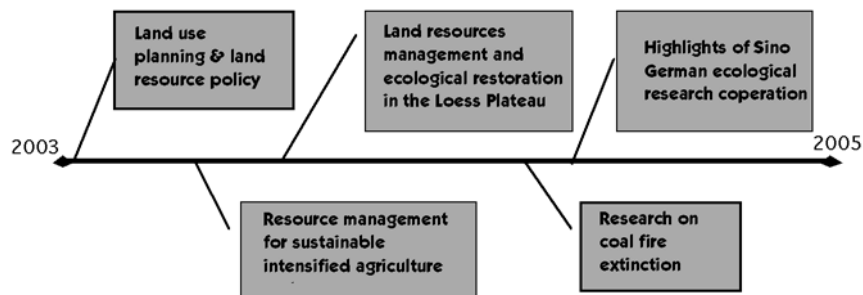 Land use
planning & land
resource policy
Land resources
management and
ecological restoration
in the Loess Plateau
Highlights of Sino
German ecological
research coperation
2003
2005
Resource management
for sustainable
intensified agriculture
Research on
coal fire
extinction